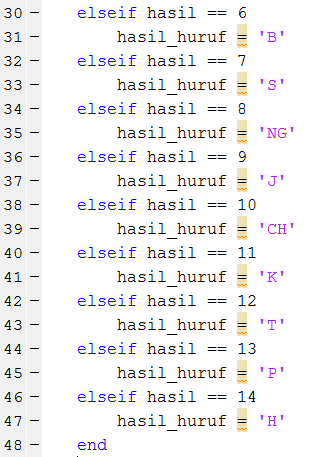 30 - elseif hasil == 6
31 - hasil_huruf = 'B'
32 - elseif hasil == 7
33 - hasil_huruf = 'S'
34 - elseif hasil == 8
35 - hasil_huruf = 'NG'
36 - elseif hasil == 9
37 - hasil_huruf = 'J'
38 - elseif hasil == 10
39 - hasil_huruf = 'CH'
40 - elseif hasil == 11
41 - hasil_huruf = 'K'
42 - elseif hasil == 12
43 - hasil_huruf = 'T'
44 - elseif hasil == 13
45 - hasil_huruf = 'P'
46 - elseif hasil == 14
47 - hasil_huruf = 'H'
48 - end